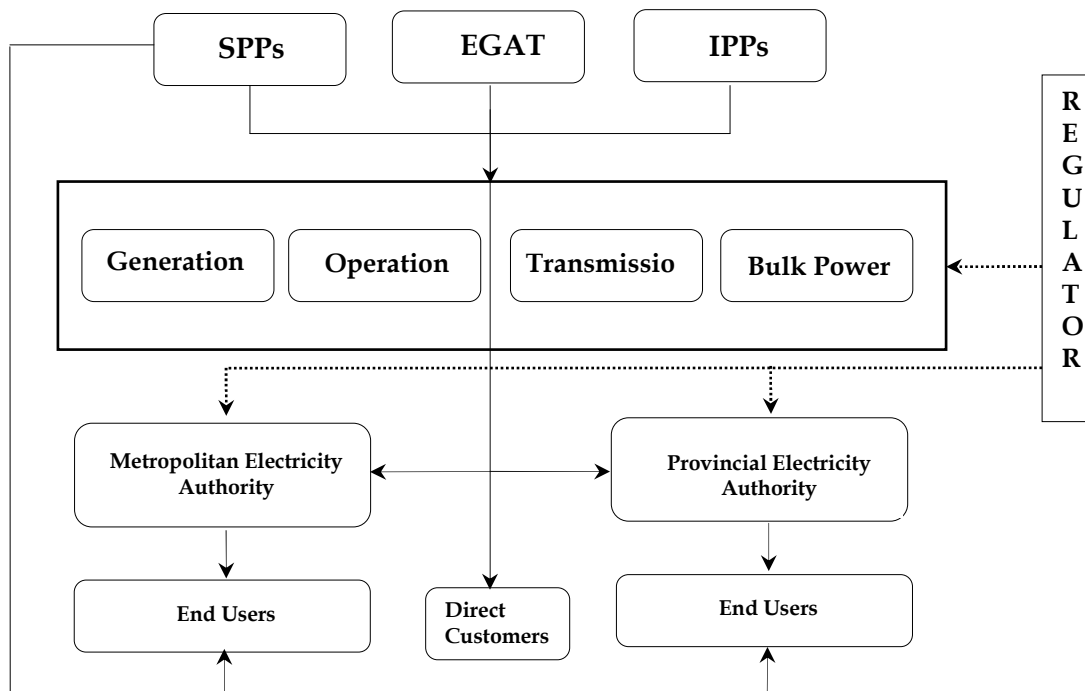 SPPs
EGAT
IPPs
REGULATOR
Generation
Operation
Transmissio
Bulk Power
Metropolitan Electricity
Authority
Provincial Electricity
Authority
End Users
Direct
Customers
End Users